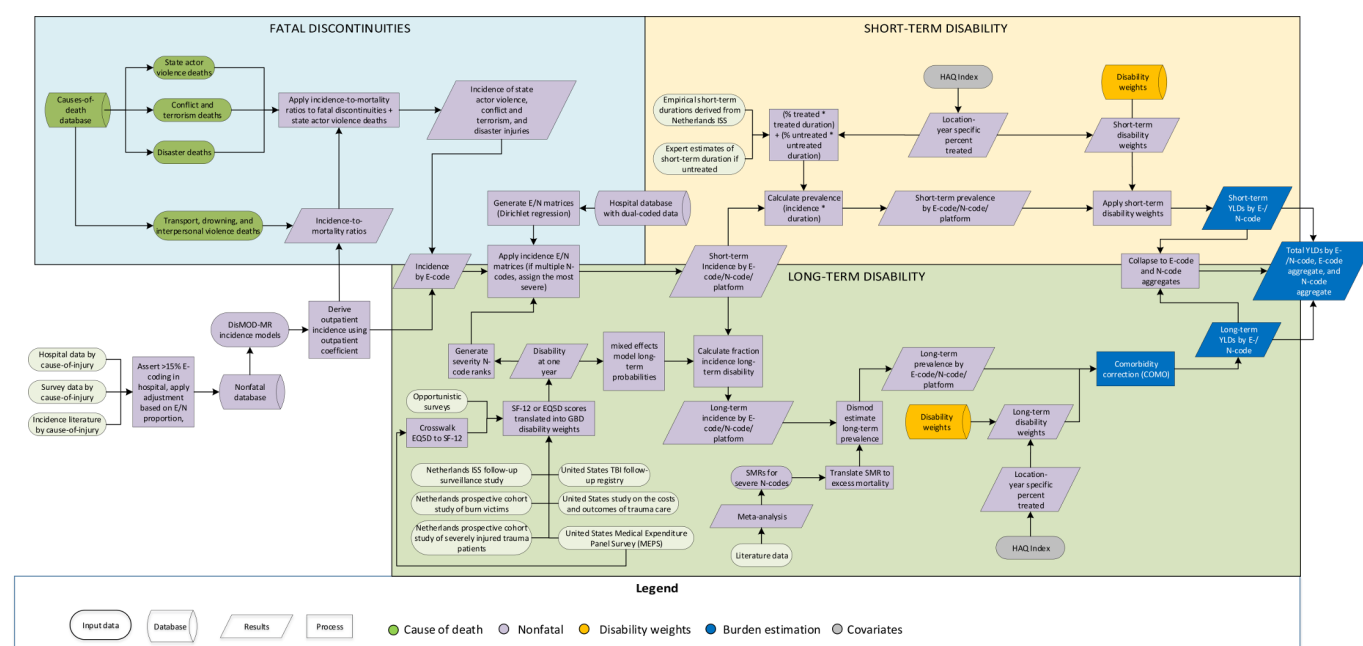 FATAL DISCONTINUITIES
State actor
violence deaths
Causes-of-
death
database
Conflict and
terrorism deaths
Disaster deaths
Transport, drowning, and
interpersonal violence deaths
Apply incidence-to-mortality
ratios to fatal discontinuities +
state actor violence deaths
Incidence of state
actor violence,
conflict and
terrorism, and
disaster injuries
Incidence-to-
mortality ratios
Generate E/N matrices
(Dirichlet regression)
Hospital database
with dual-coded data
SHORT-TERM DISABILITY
Empirical short-term
durations derived from
Netherlands ISS
Expert estimates of
short-term duration if
untreated
(% treated *
treated duration)
+ (% untreated *
untreated
duration)
HAQ Index
Location-
year specific
percent
treated
Disability
weights
Short-term
disability
weights
Calculate prevalence
(incidence *
duration)
Short-term prevalence by
E-code/N-code/
platform
Apply short-term
disability weights
Short-term
YLDs by E-/
N-code
Collapse to E-code
and N-code
aggregates
Total YLDs by E-
/N-code, E-code
aggregate, and
N-code
aggregate
LONG-TERM DISABILITY
Incidence
by E-code
Apply incidence E/N
matrices (if multiple N-
codes, assign the most
severe)
Short-term
Incidence by E-
code/N-code/
platform
Hospital data by
cause-of-injury
Survey data by
cause-of-injury
Incidence literature
by cause-of-injury
Assert >15% E-
coding in
hospital, apply
adjustment
based on E/N
proportion,
DisMOD-MR
incidence models
Nonfatal
database
Derive
outpatient
incidence using
outpatient
coefficient
Generate
severity N-
code ranks
Disability
at one
year
mixed effects
model long-
term
probabilities
Calculate fraction
incidence long-
term disability
Opportunistic
surveys
Crosswalk
EQ5D to SF-12
SF-12 or EQ5D scores
translated into GBD
disability weights
Netherlands ISS follow-up
surveillance study
United States TBI follow-
up registry
Netherlands prospective cohort
study of burn victims
United States study on the costs
and outcomes of trauma care
Netherlands prospective cohort
study of severely injured trauma
patients
United States Medical Expenditure
Panel Survey (MEPS)
Long-term
incidence by E-
code/N-code/
platform
Dismod
estimate
long-term
prevalence
Long-term
prevalence by
E-code/N-code/
platform
SMRs for
severe N-codes
Translate SMR to
excess mortality
Meta-analysis
Literature data
Disability
weights
Long-term
disability
weights
Location-
year specific
percent
treated
HAQ Index
Comorbidity
correction (COMO)
Long-term
YLDs by E-/
N-code
Legend
Input data
Database
Results
Process
Cause of death
Nonfatal
Disability weights
Burden estimation
Covariates